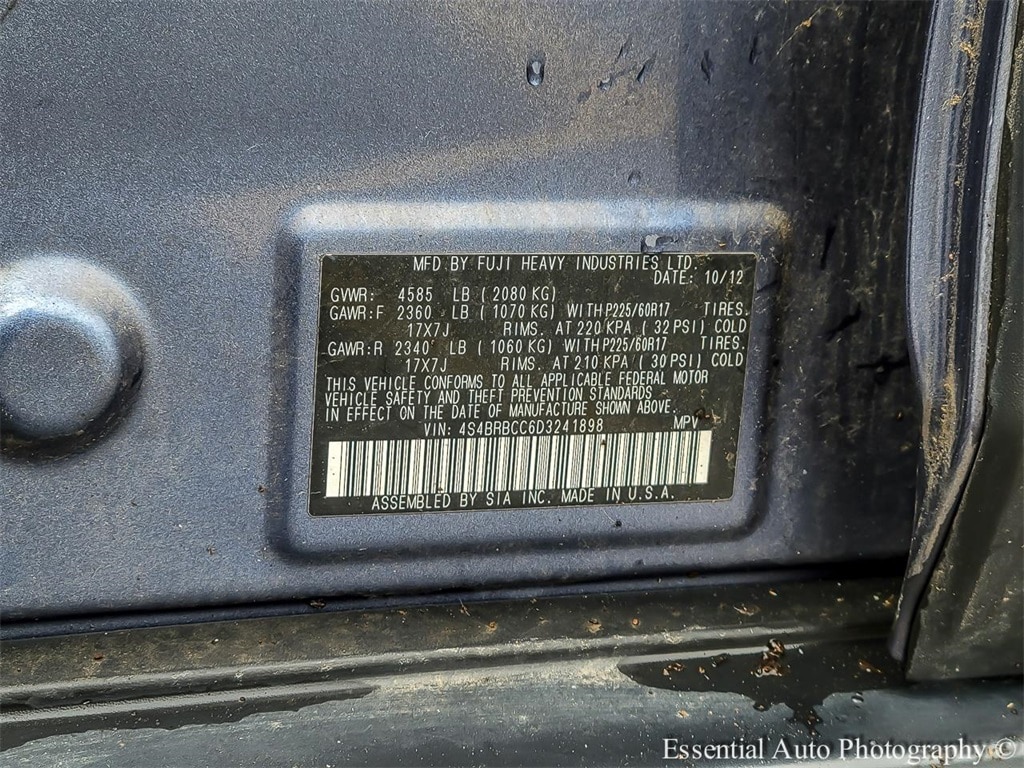 MFD BY FUJI HEAVY INDUSTRIES LTD.
DATE: 10/12
GVWR: 4585 LB (2080 KG)
GAWR:F 2360 LB (1070 KG) WITH P225/60R17 TIRES.
17X7J RIMS. AT 220 KPA (32 PSI) COLD
GAWR:R 2340 LB (1060 KG) WITH P225/60R17 TIRES.
17X7J RIMS. AT 210 KPA (30 PSI) COLD
THIS VEHICLE CONFORMS TO ALL APPLICABLE FEDERAL MOTOR
VEHICLE SAFETY AND THEFT PREVENTION STANDARDS
IN EFFECT ON THE DATE OF MANUFACTURE SHOWN ABOVE.
VIN: 4S4BRBCC6D3241898 MPV
ASSEMBLED BY SIA INC. MADE IN U.S.A.
Essential Auto Photography ©